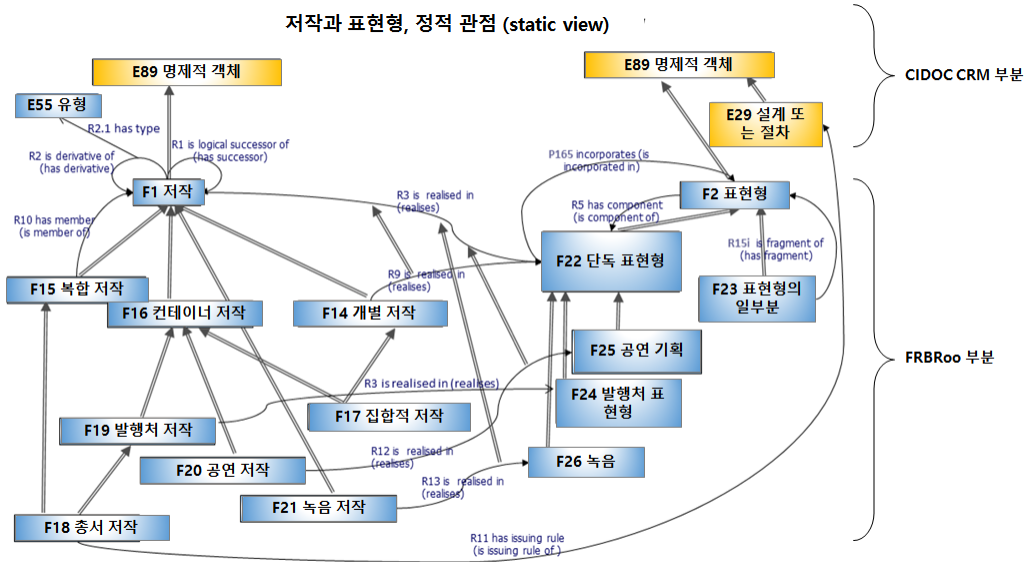 저작과 표현형, 정적 관점 (static view)
E89 명제적 객체
E89 명제적 객체
CIDOC CRM 부분
E55 유형
E29 설계 또
는 절차
R2.1 has type
R1 is logical successor of
(has successor)
R2 is derivative of
(has derivative)
P165 incorporates (is
incorporated in)
F1 저작
F2 표현형
R3 is realised in
(realises)
R5 has component
(is component of)
R10 has member
(is member of)
R15i is fragment of
(has fragment)
F22 단독 표현형
R9 is realised in
(realises)
F15 복합 저작
F23 표현형의
일부분
F16 컨테이너 저작
F14 개별 저작
F25 공연 기획
FRBRoo 부분
R3 is realised in (realises)
F24 발행처 표
현형
F17 집합적 저작
F19 발행처 저작
R12 is realised in
(realises)
F26 녹음
F20 공연 저작
R13 is realised in
(realises)
F21 녹음 저작
F18 총서 저작
R11 has issuing rule
(is issuing rule of )